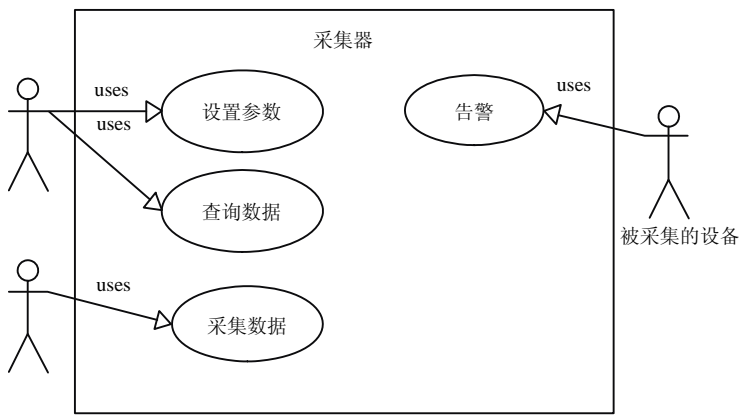 采集器
uses
设置参数
uses
告警
uses
查询数据
被采集的设备
uses
采集数据